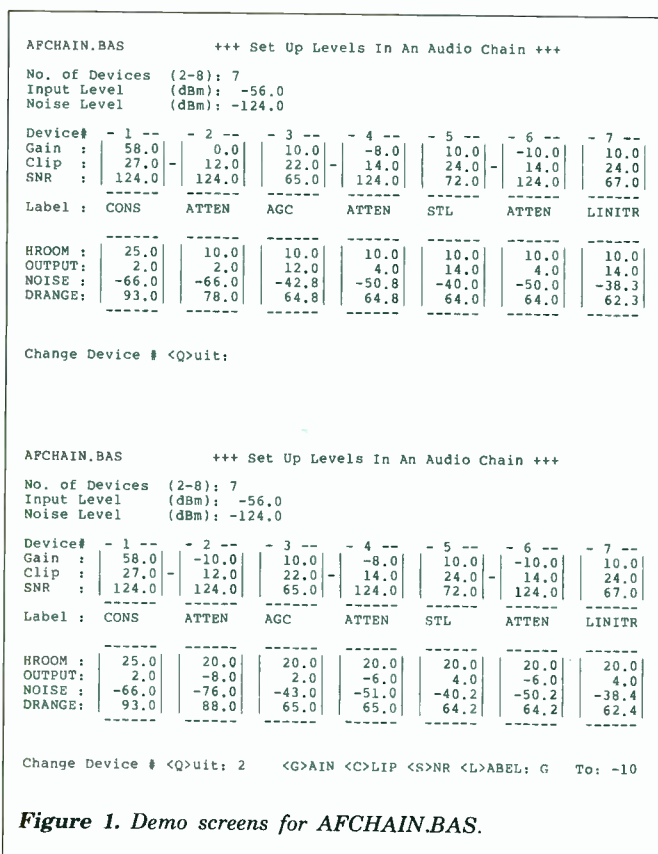 AFCHAIN.BAS +++ Set Up Levels In An Audio Chain +++
No. of Devices (2-8): 7
Input Level (dBm): -56.0
Noise Level (dBm): -124.0
Device# - 1 -- - 2 -- - 3 -- - 4 -- - 5 -- - 6 -- - 7 --
Gain : 58.0| 0.0| 10.0| -8.0| 10.0| -10.0| 10.0
Clip : | 27.0|- | 12.0| | 22.0|- | 14.0| | 24.0|- | 14.0| | 24.0
SNR : | 124.0| | 124.0| | 65.0| | 124.0| | 72.0| | 124.0| | 67.0
------ ------ ------ ------ ------ ------ ------
Label : CONS ATTEN AGC ATTEN STL ATTEN LINITR
------ ------ ------ ------ ------ ------ ------
HROOM : | 25.0| | 10.0| | 10.0| | 10.0| | 10.0| | 10.0| | 10.0
OUTPUT: | 2.0| | 2.0| | 12.0| | 4.0| | 14.0| | 4.0| | 14.0
NOISE : | -66.0| | -66.0| | -42.8| | -50.8| | -40.0| | -50.0| | -38.3
DRANGE: | 93.0| | 78.0| | 64.8| | 64.8| | 64.0| | 64.0| | 62.3
------ ------ ------ ------ ------ ------ ------
Change Device # <Q>uit:
AFCHAIN.BAS +++ Set Up Levels In An Audio Chain +++
No. of Devices (2-8): 7
Input Level (dBm): -56.0
Noise Level (dBm): -124.0
Device# - 1 -- - 2 -- - 3 -- - 4 -- - 5 -- - 6 -- - 7 --
Gain : | 58.0| | -10.0| | 10.0| | -8.0| | 10.0| | -10.0| | 10.0
Clip : | 27.0|- | 12.0| | 22.0|- | 14.0| | 24.0|- | 14.0| | 24.0
SNR : | 124.0| | 124.0| | 65.0| | 124.0| | 72.0| | 124.0| | 67.0
------ ------ ------ ------ ------ ------ ------
Label : CONS ATTEN AGC ATTEN STL ATTEN LINITR
------ ------ ------ ------ ------ ------ ------
HROOM : | 25.0| | 20.0| | 20.0| | 20.0| | 20.0| | 20.0| | 20.0|
OUTPUT: | 2.0| | -8.0| | 2.0| | -6.0| | 4.0| | -6.0| | 4.0|
NOISE : | -66.0| | -76.0| | -43.0| | -51.0| | -40.2| | -50.2| | -38.4|
DRANGE: | 93.0| | 88.0| | 65.0| | 65.0| | 64.2| | 64.2| | 62.4|
------ ------ ------ ------ ------ ------ ------
Change Device # <Q>uit: 2 <G>AIN <C>LIP <S>NR <L>ABEL: G To: -10
Figure 1. Demo screens for AFCHAIN.BAS.